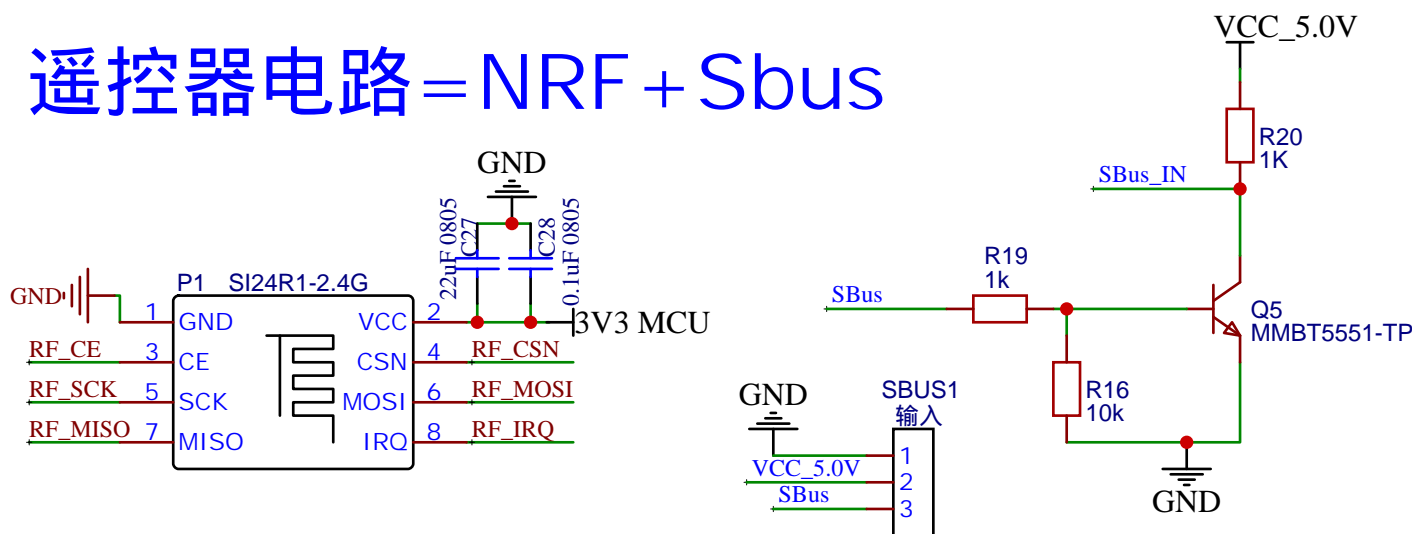 遥控器电路=NRF+Sbus
VCC_5.0V
R20
1K
SBus_IN
GND
22uF 0805
C27
C28
0.1uF 0805
P1 SI24R1-2.4G
GND
1
GND
VCC
2
3V3 MCU
RF_CE
3
CE
CSN
4
RF_CSN
RF_SCK
5
SCK
MOSI
6
RF_MOSI
RF_MISO
7
MISO
IRQ
8
RF_IRQ
R19
1k
SBus
Q5
MMBT5551-TP
R16
10k
GND
SBUS1
输入
GND
1
VCC_5.0V
2
SBus
3